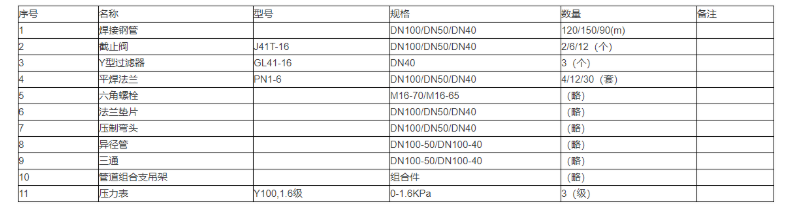 序号 名称 型号 规格 数量 备注
1 焊接钢管 DN100/DN50/DN40 120/150/90(m)
2 截止阀 J41T-16 DN100/DN50/DN40 2/6/12（个）
3 Y型过滤器 GL41-16 DN40 3（个）
4 平焊法兰 PN1-6 DN100/DN50/DN40 4/12/30（套）
5 六角螺栓 M16-70/M16-65 （略）
6 法兰垫片 DN100/DN50/DN40 （略）
7 压制弯头 DN100/DN50/DN40 （略）
8 异径管 DN100-50/DN100-40 （略）
9 三通 DN100-50/DN100-40 （略）
10 管道组合支吊架 组合件 （略）
11 压力表 Y100,1.6级 0-1.6KPa 3（级）